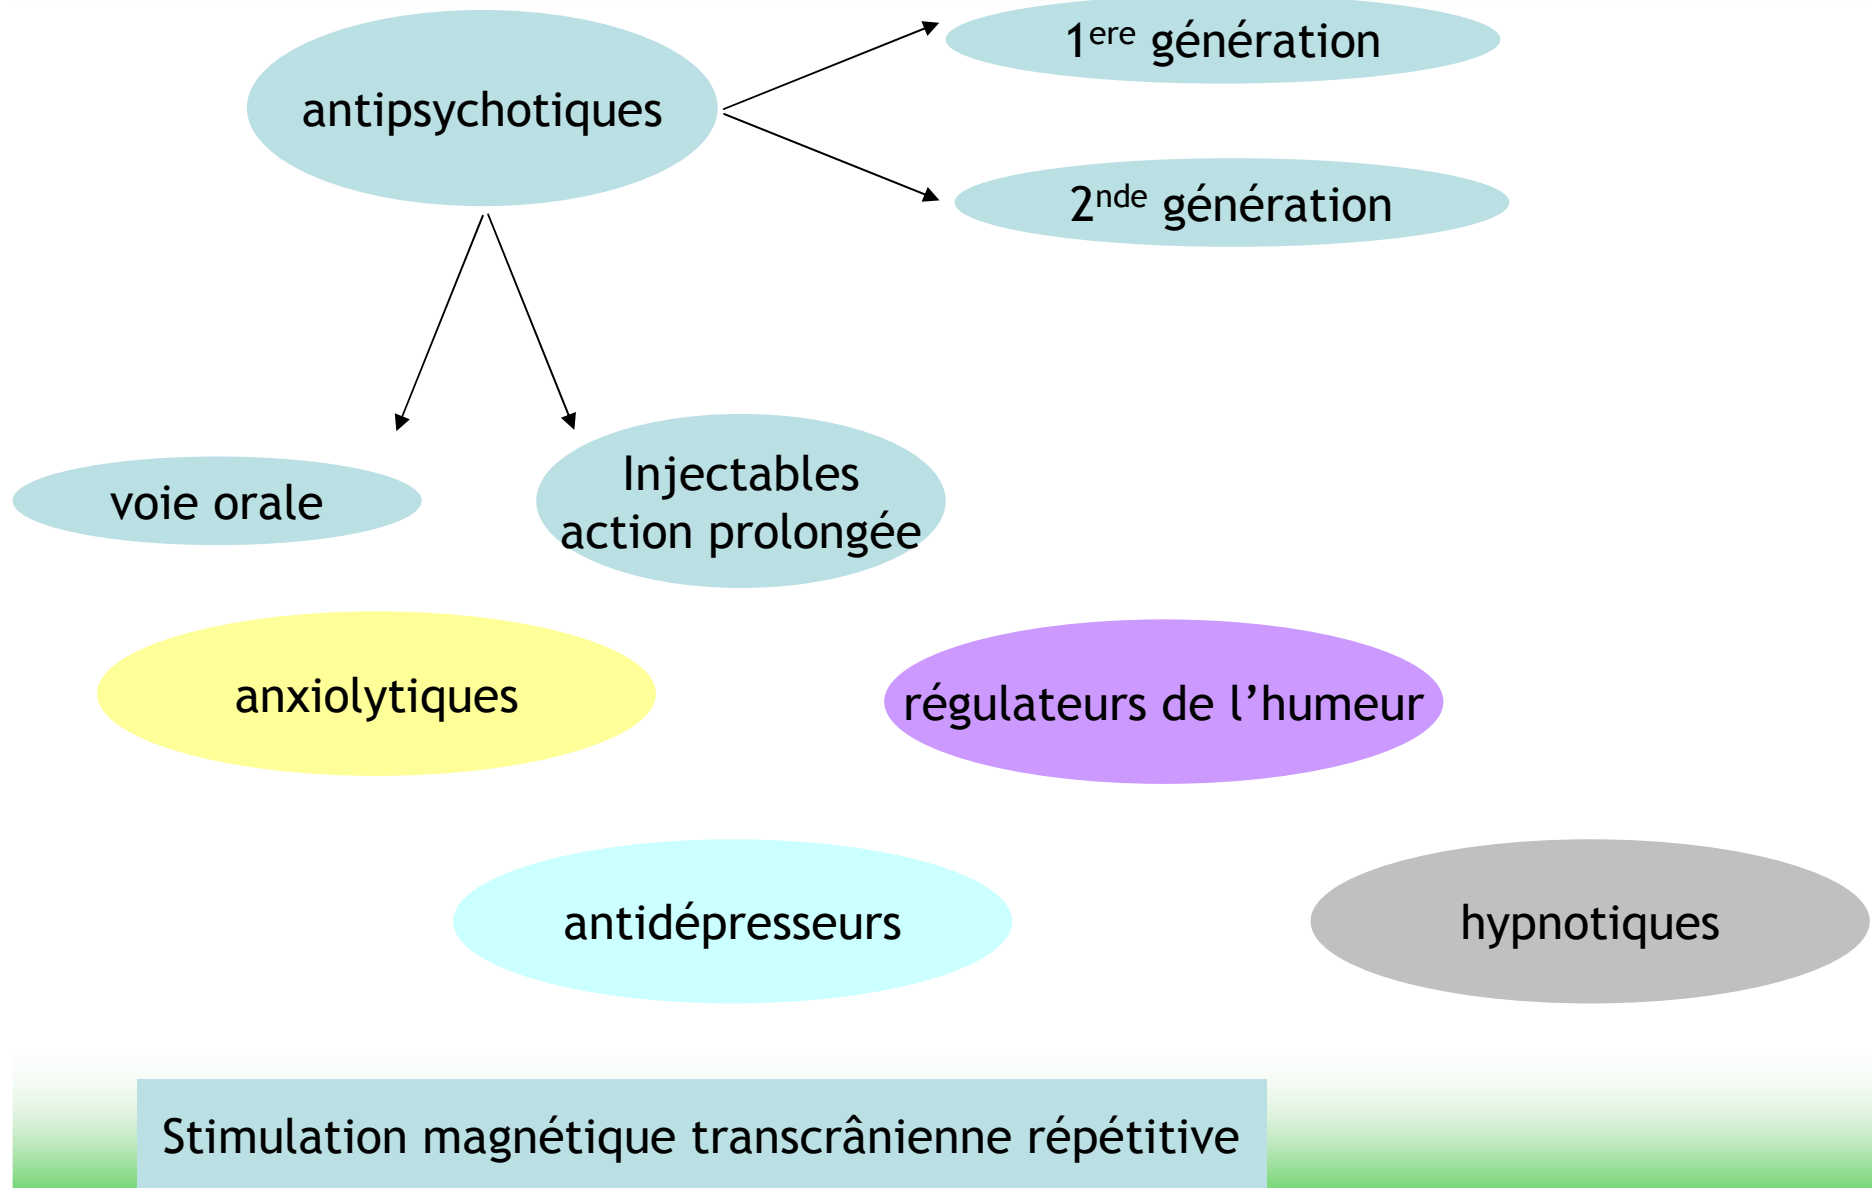 1ere génération
antipsychotiques
2nde génération
voie orale
Injectables
action prolongée
anxiolytiques
régulateurs de l’humeur
antidépresseurs
hypnotiques
Stimulation magnétique transcrânienne répétitive